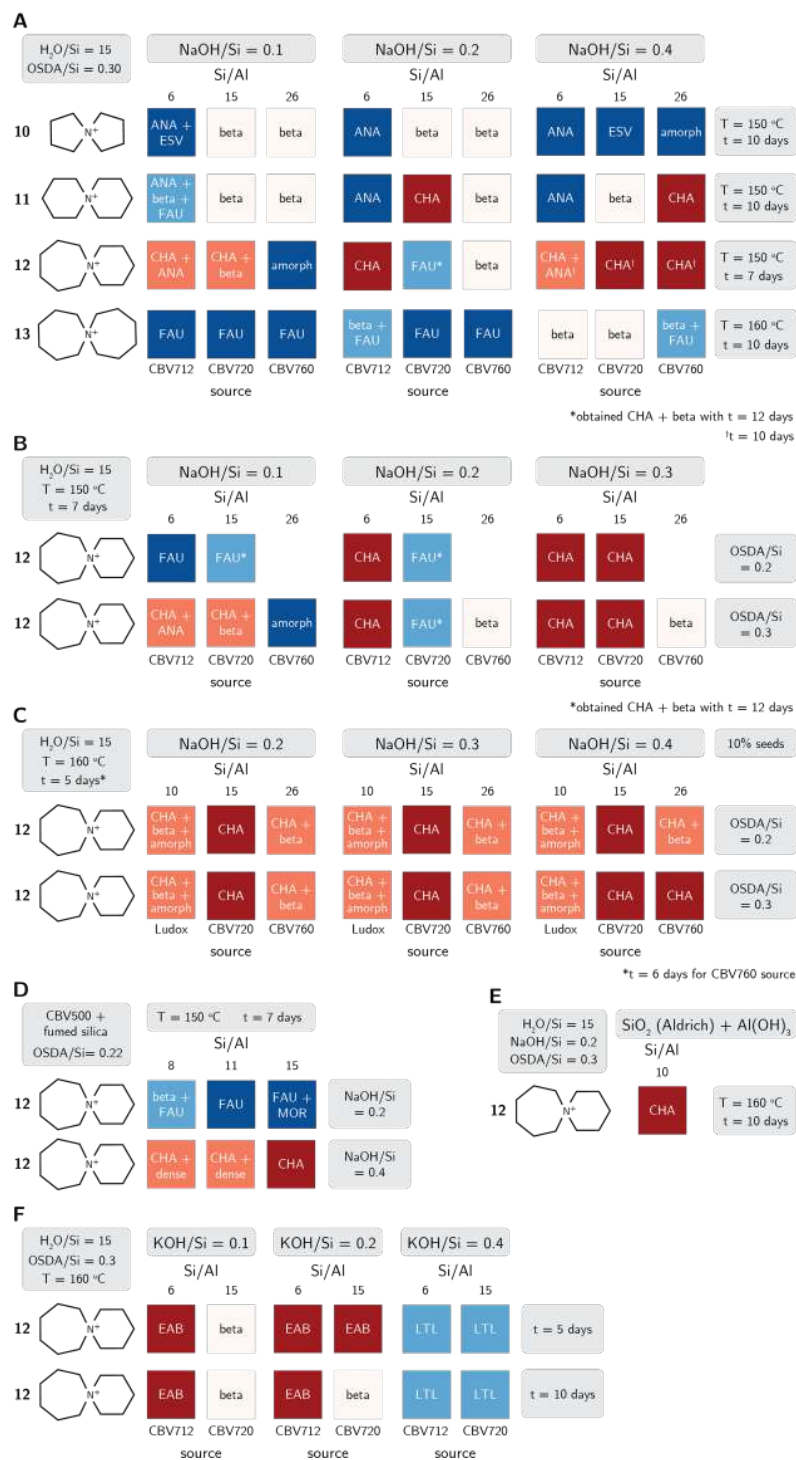 A
H₂O/Si = 15
OSDA/Si = 0.30
NaOH/Si = 0.1 NaOH/Si = 0.2 NaOH/Si = 0.4
Si/Al
6 15 26 6 15 26 6 15 26
10 N⁺ ANA + ESV beta beta ANA beta beta ANA ESV amorph T = 150 °C t = 10 days
11 N⁺ ANA + beta + FAU beta beta ANA CHA beta ANA beta CHA T = 150 °C t = 10 days
12 N⁺ CHA + ANA CHA + beta amorph CHA FAU* beta CHA + ANA† CHA† CHA† T = 150 °C t = 7 days
13 N⁺ FAU FAU FAU beta + FAU FAU FAU beta beta beta + FAU T = 160 °C t = 10 days
CBV712 CBV720 CBV760 CBV712 CBV720 CBV760 CBV712 CBV720 CBV760
source source source
*obtained CHA + beta with t = 12 days
†t = 10 days
B
H₂O/Si = 15
T = 150 °C
t = 7 days
NaOH/Si = 0.1 NaOH/Si = 0.2 NaOH/Si = 0.3
Si/Al Si/Al Si/Al
6 15 26 6 15 26 6 15 26
12 N⁺ FAU FAU* CHA FAU* CHA CHA OSDA/Si = 0.2
12 N⁺ CHA + ANA CHA + beta amorph CHA FAU* beta CHA CHA beta OSDA/Si = 0.3
CBV712 CBV720 CBV760 CBV712 CBV720 CBV760 CBV712 CBV720 CBV760
source source source
*obtained CHA + beta with t = 12 days
C
H₂O/Si = 15
T = 160 °C
t = 5 days*
NaOH/Si = 0.2 NaOH/Si = 0.3 NaOH/Si = 0.4 10% seeds
Si/Al Si/Al Si/Al
10 15 26 10 15 26 10 15 26
12 N⁺ CHA + beta + amorph CHA CHA + beta CHA + beta + amorph CHA CHA + beta CHA + beta + amorph CHA CHA + beta OSDA/Si = 0.2
12 N⁺ CHA + beta + amorph CHA CHA + beta CHA + beta + amorph CHA CHA + beta CHA + beta + amorph CHA CHA OSDA/Si = 0.3
Ludox CBV720 CBV760 Ludox CBV720 CBV760 Ludox CBV720 CBV760
source source source
*t = 6 days for CBV760 source
D
CBV500 +
fumed silica
OSDA/Si= 0.22
T = 150 °C t = 7 days
Si/Al
8 11 15
12 N⁺ beta + FAU FAU FAU + MOR NaOH/Si = 0.2
12 N⁺ CHA + dense CHA + dense CHA NaOH/Si = 0.4
E
H₂O/Si = 15
NaOH/Si = 0.2
OSDA/Si = 0.3
SiO₂ (Aldrich) + Al(OH)₃
Si/Al
10
12 N⁺ CHA T = 160 °C t = 10 days
F
H₂O/Si = 15
OSDA/Si = 0.3
T = 160 °C
KOH/Si = 0.1 KOH/Si = 0.2 KOH/Si = 0.4
Si/Al Si/Al Si/Al
6 15 6 15 6 15
12 N⁺ EAB beta EAB EAB LTL LTL t = 5 days
12 N⁺ EAB beta EAB beta LTL LTL t = 10 days
CBV712 CBV720 CBV712 CBV720 CBV712 CBV720
source source source